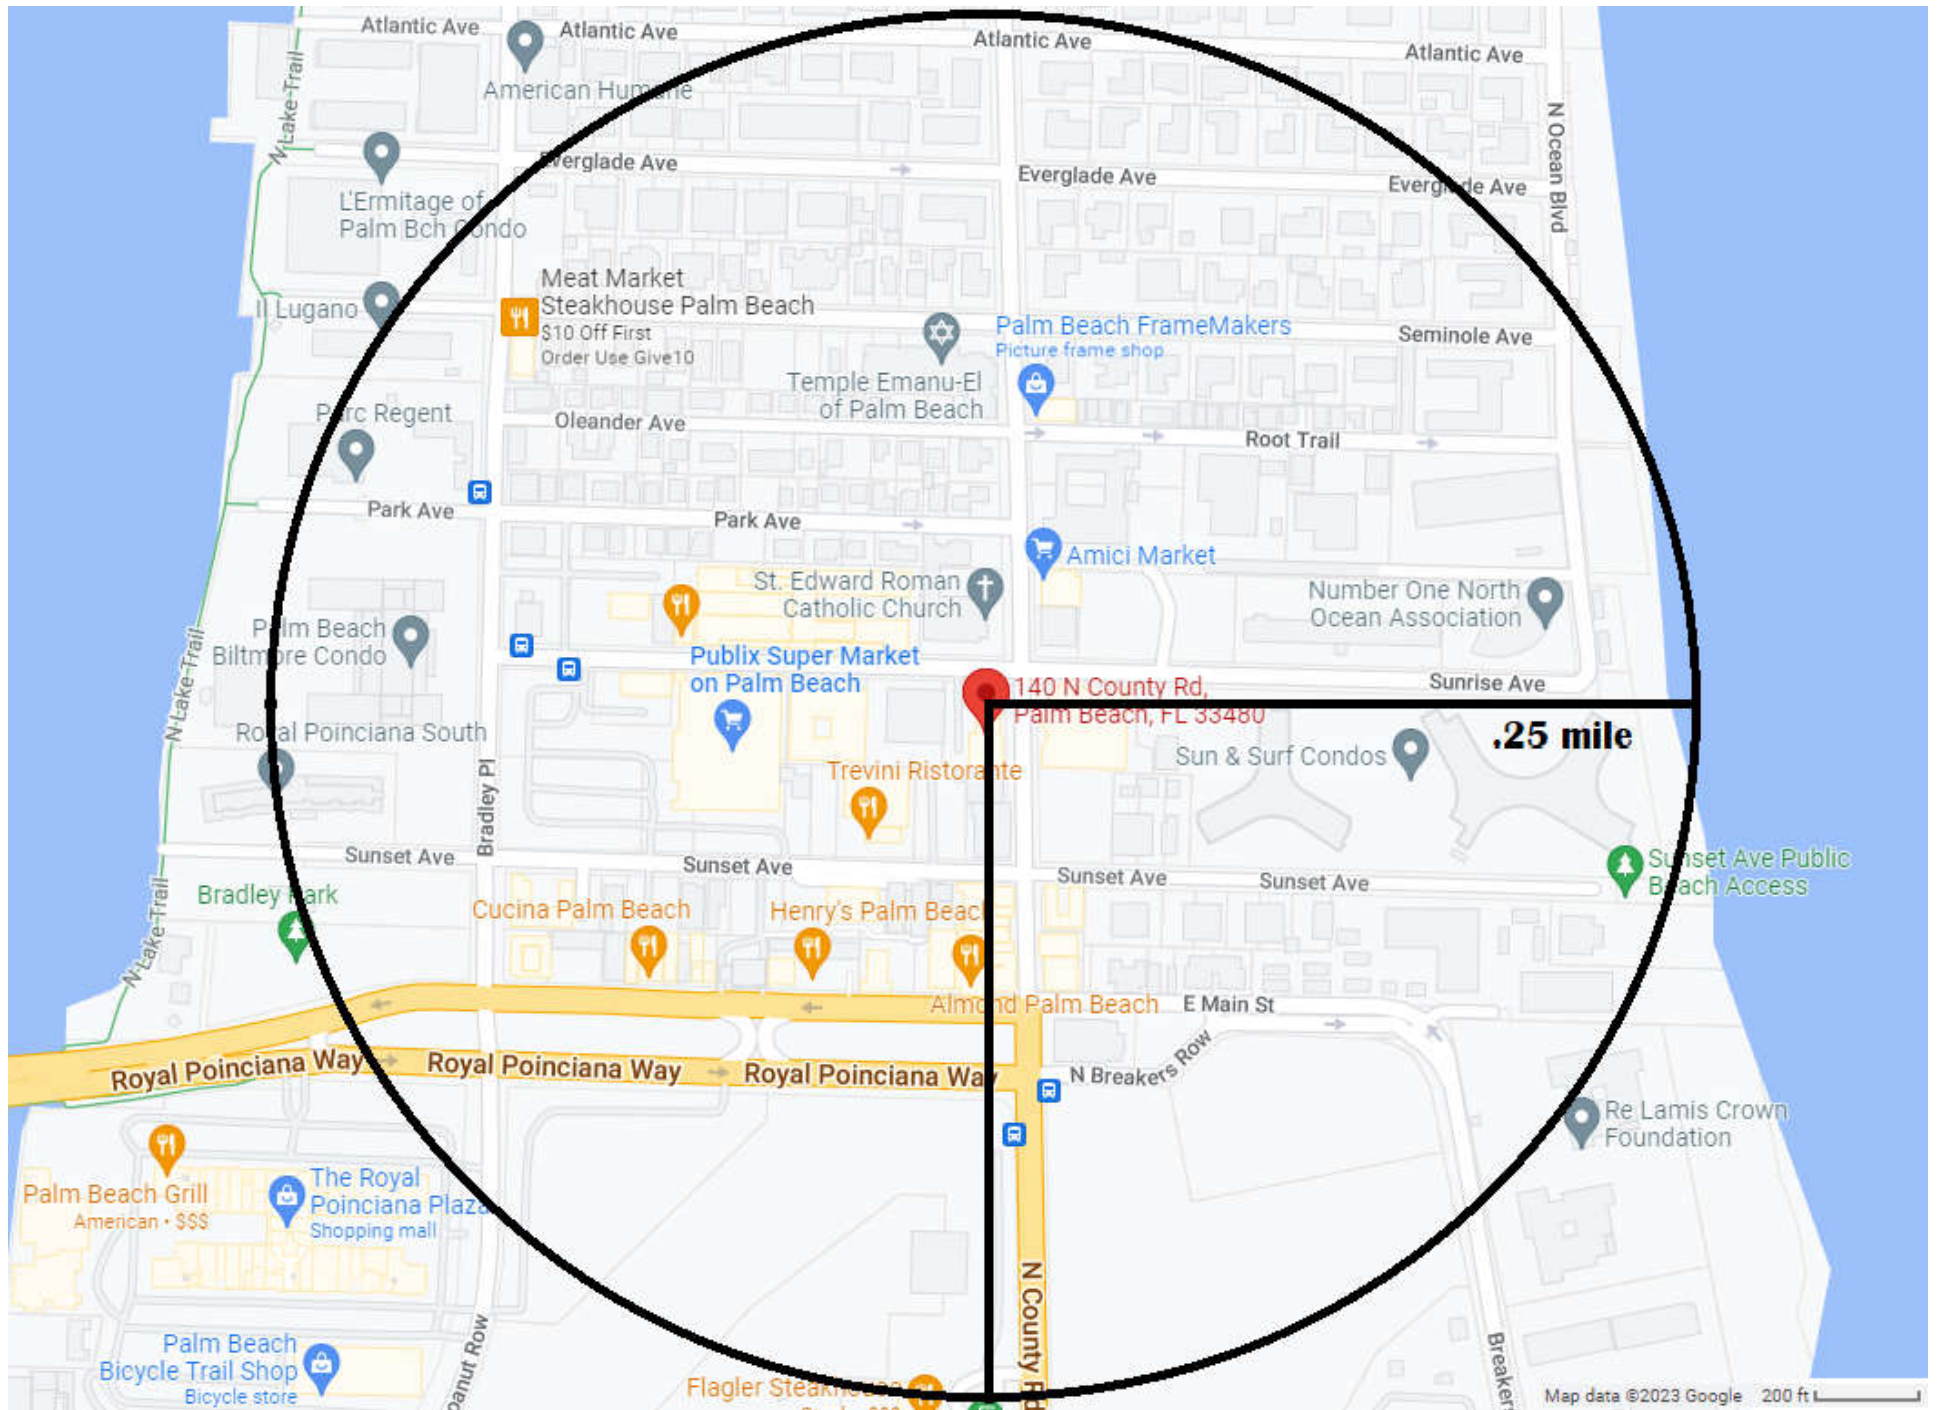 Atlantic Ave
Atlantic Ave
Atlantic Ave
Atlantic Ave
American Humane
N Lake Trail
N Ocean Blvd
Everglade Ave
Everglade Ave
Everglade Ave
L'Ermitage of
Palm Bch Condo
Il Lugano
Meat Market
Steakhouse Palm Beach
$10 Off First
Order Use Give10
Palm Beach FrameMakers
Picture frame shop
Seminole Ave
Temple Emanu-El
of Palm Beach
Parc Regent
Oleander Ave
Root Trail
Park Ave
Park Ave
Amici Market
St. Edward Roman
Catholic Church
Number One North
Ocean Association
Palm Beach
Biltmore Condo
Publix Super Market
on Palm Beach
N Lake Trail
140 N County Rd,
Palm Beach, FL 33480
Sunrise Ave
.25 mile
Royal Poinciana South
Sun & Surf Condos
Trevini Ristorante
Bradley Pl
Sunset Ave
Sunset Ave
Sunset Ave
Sunset Ave
Sunset Ave Public
Beach Access
Bradley Park
Cucina Palm Beach
Henry's Palm Beach
N Lake Trail
Almond Palm Beach
E Main St
Royal Poinciana Way
Royal Poinciana Way
Royal Poinciana Way
N Breakers Row
Re Lamis Crown
Foundation
Palm Beach Grill
American • $$$
The Royal
Poinciana Plaza
Shopping mall
N County Rd
Palm Beach
Bicycle Trail Shop
Bicycle store
Flagler Steakhouse
Map data ©2023 Google
200 ft